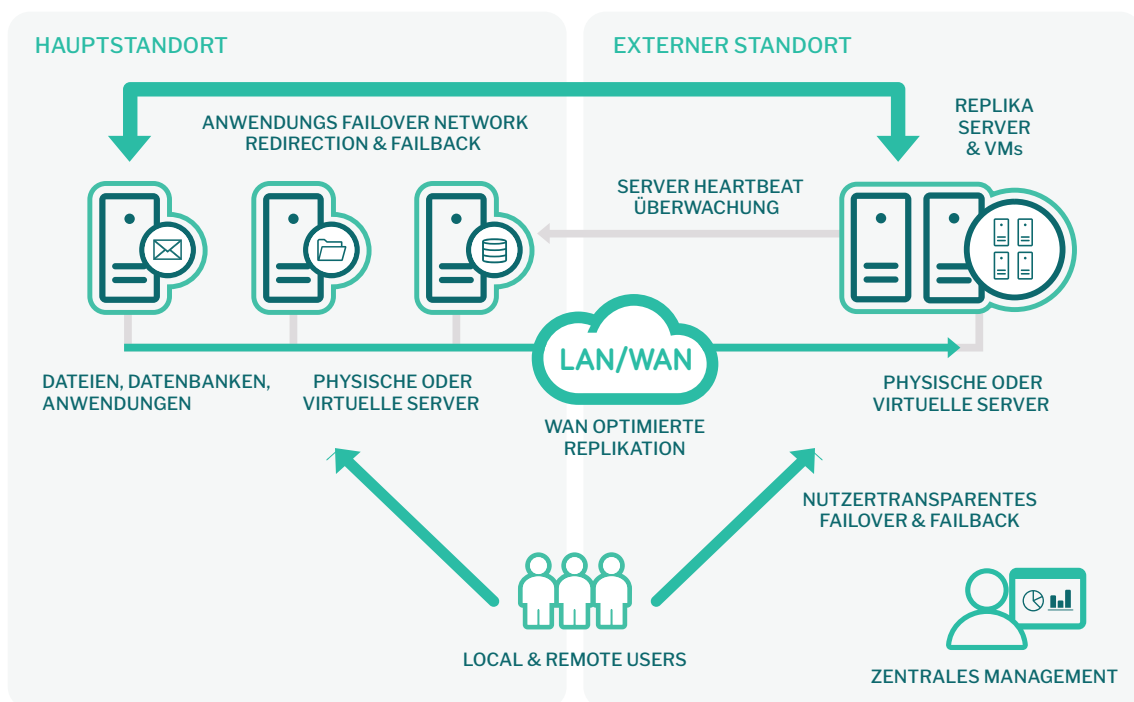 HAUPTSTANDORT
EXTERNER STANDORT
ANWENDUNGS FAILOVER NETWORK
REDIRECTION & FAILBACK
REPLIKA
SERVER
& VMs
SERVER HEARTBEAT
ÜBERWACHUNG
LAN/WAN
DATEIEN, DATENBANKEN,
ANWENDUNGEN
PHYSISCHE ODER
VIRTUELLE SERVER
WAN OPTIMIERTE
REPLIKATION
PHYSISCHE ODER
VIRTUELLE SERVER
NUTZERTRANSPARENTES
FAILOVER & FAILBACK
LOCAL & REMOTE USERS
ZENTRALES MANAGEMENT